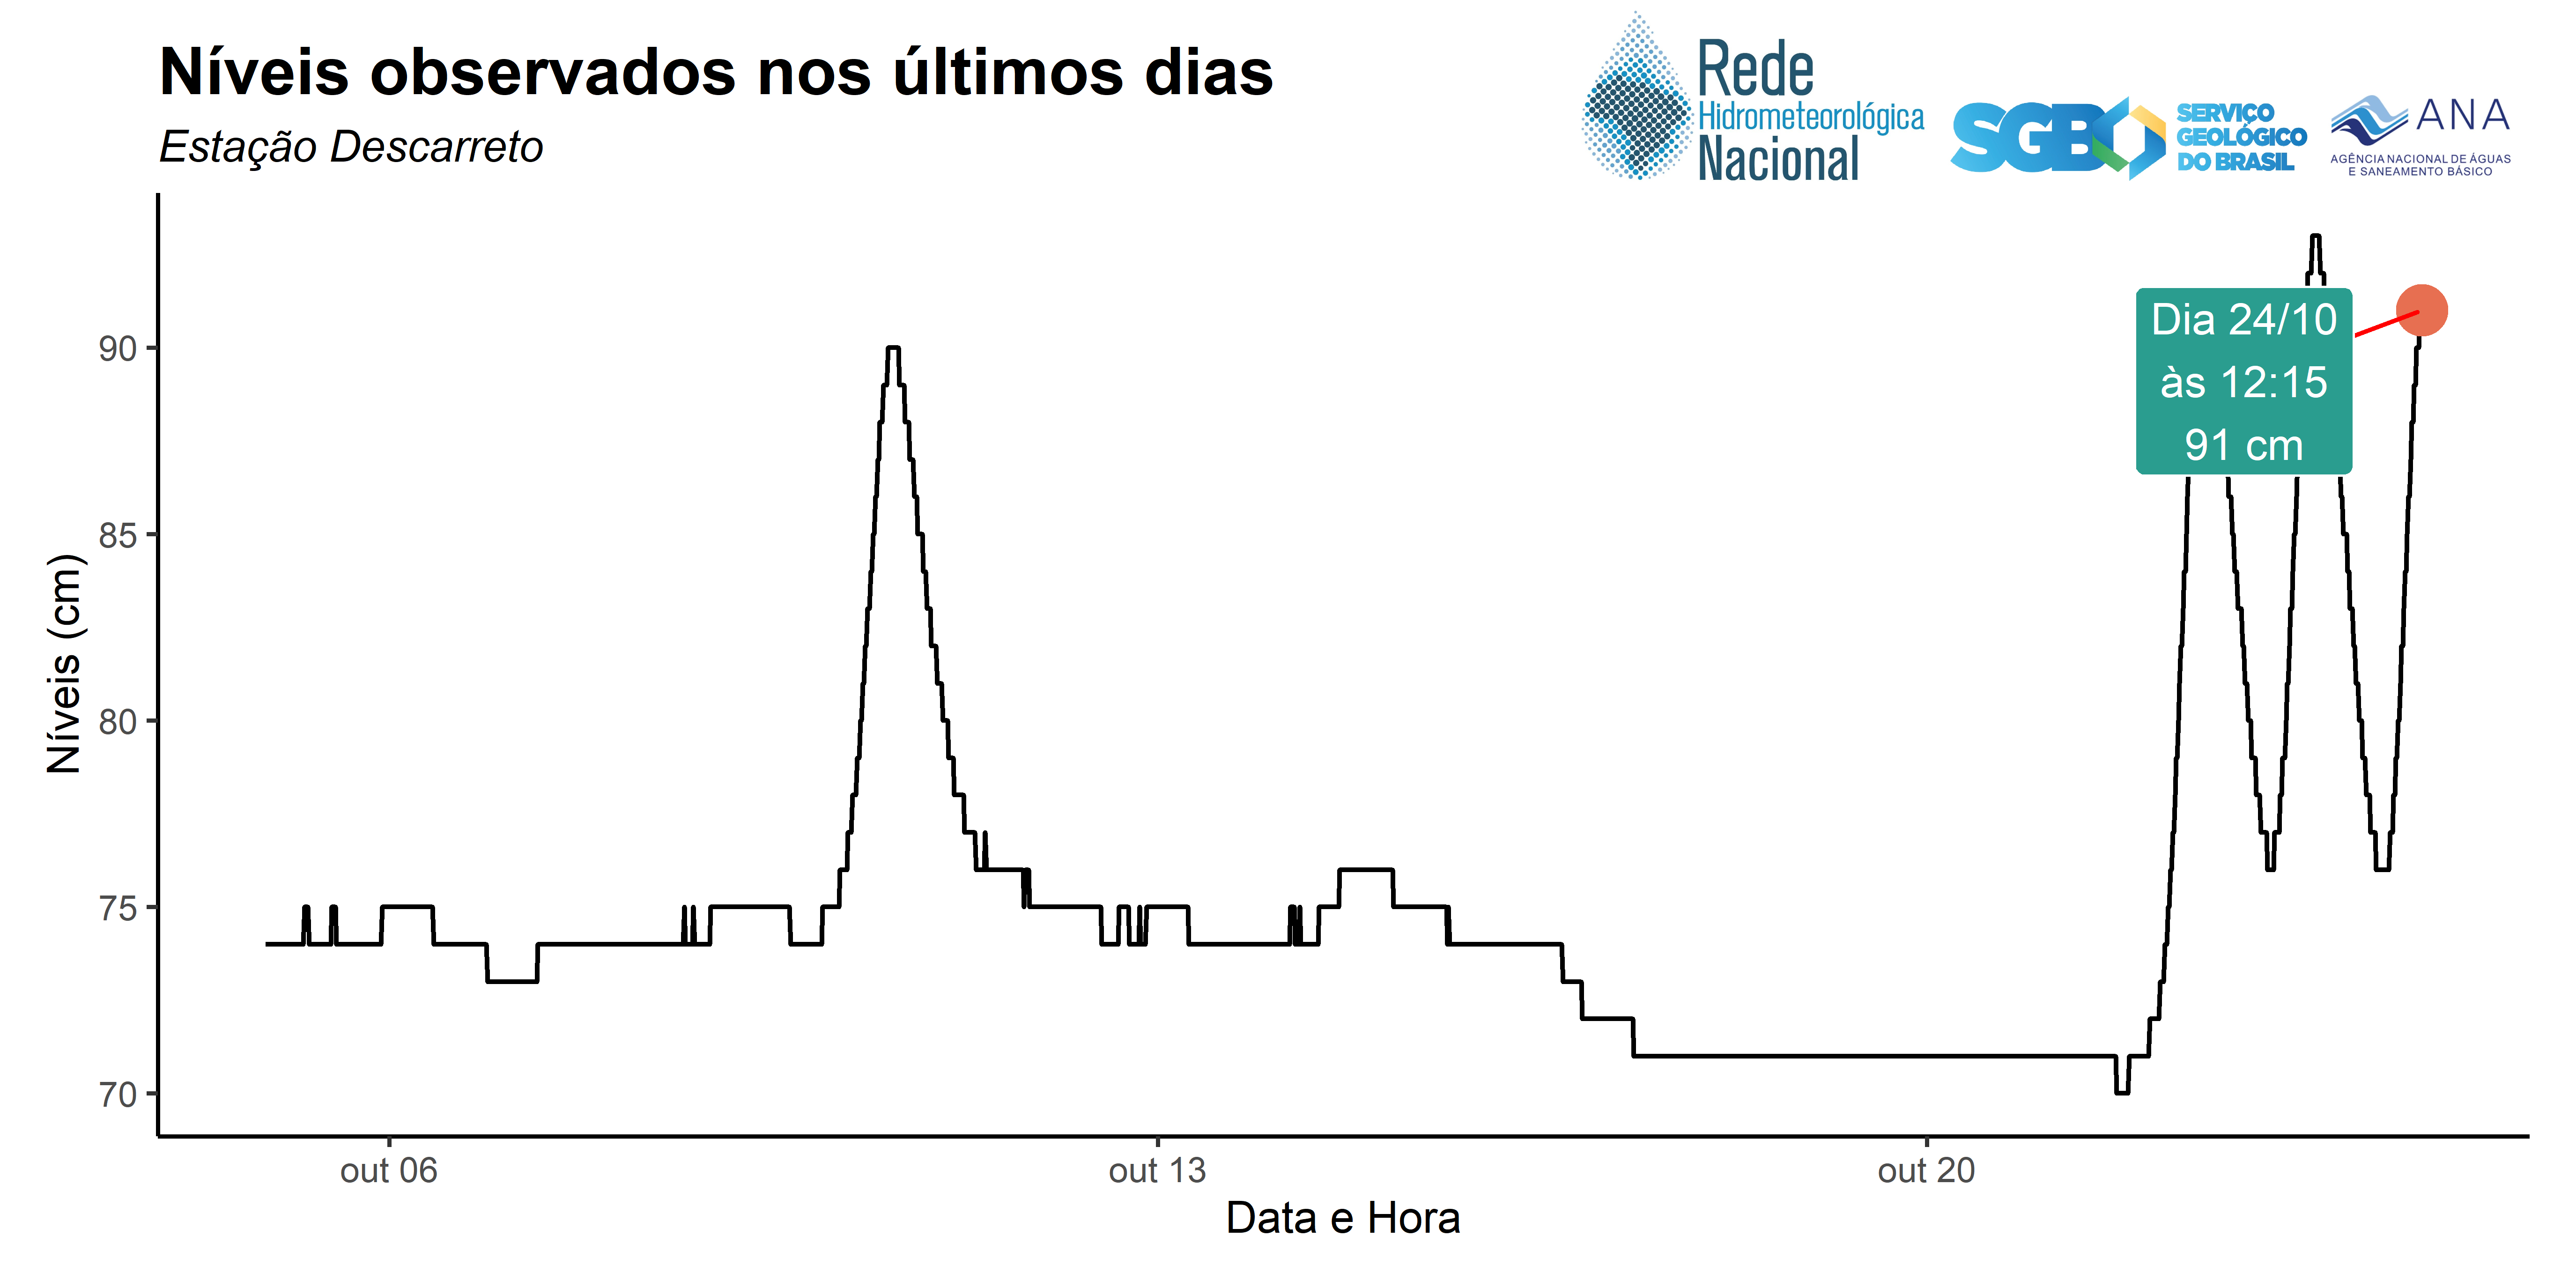 Níveis observados nos últimos dias
Estação Descarreto
Rede
Hidrometeorológica
Nacional
SGB
SERVIÇO
GEOLÓGICO
DO BRASIL
ANA
AGÊNCIA NACIONAL DE ÁGUAS
E SANEAMENTO BÁSICO
Dia 24/10
às 12:15
91 cm
Níveis (cm)
90
85
80
75
70
out 06
out 13
out 20
Data e Hora